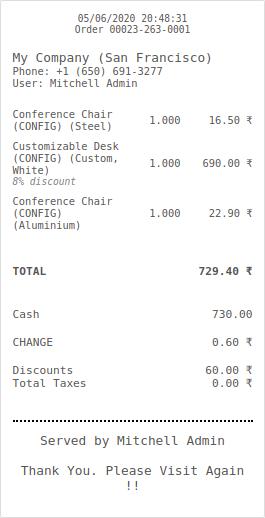 05/06/2020 20:48:31
Order 00023-263-0001
My Company (San Francisco)
Phone: +1 (650) 691-3277
User: Mitchell Admin
Conference Chair
(CONFIG) (Steel) 1.000 16.50 ₹
Customizable Desk
(CONFIG) (Custom, 1.000 690.00 ₹
White)
8% discount
Conference Chair
(CONFIG) 1.000 22.90 ₹
(Aluminium)
TOTAL 729.40 ₹
Cash 730.00
CHANGE 0.60 ₹
Discounts 60.00 ₹
Total Taxes 0.00 ₹
Served by Mitchell Admin
Thank You. Please Visit Again
!!